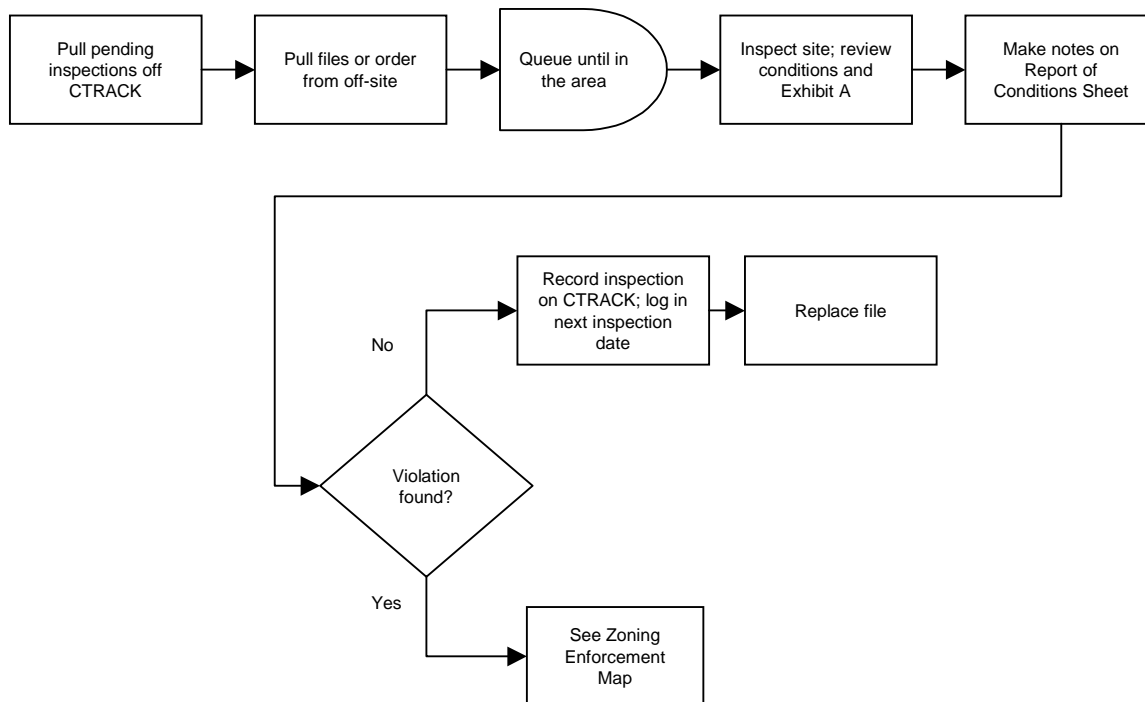 Pull pending
inspections off
CTRACK
Pull files or order
from off-site
Queue until in
the area
Inspect site; review
conditions and
Exhibit A
Make notes on
Report of
Conditions Sheet
Record inspection
on CTRACK; log in
next inspection
date
Replace file
No
Violation
found?
Yes
See Zoning
Enforcement
Map